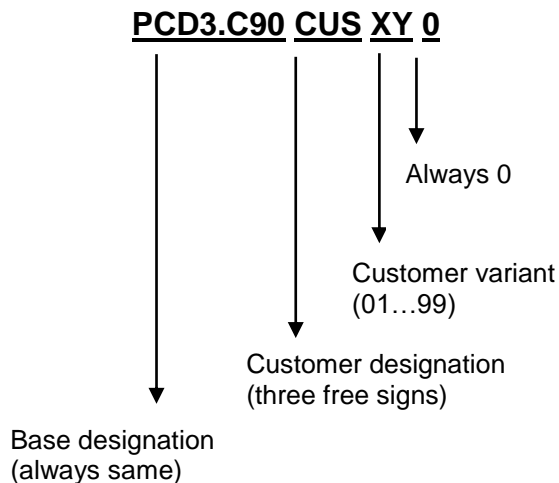 PCD3.C90 CUS XY 0
Always 0
Customer variant
(01…99)
Customer designation
(three free signs)
Base designation
(always same)